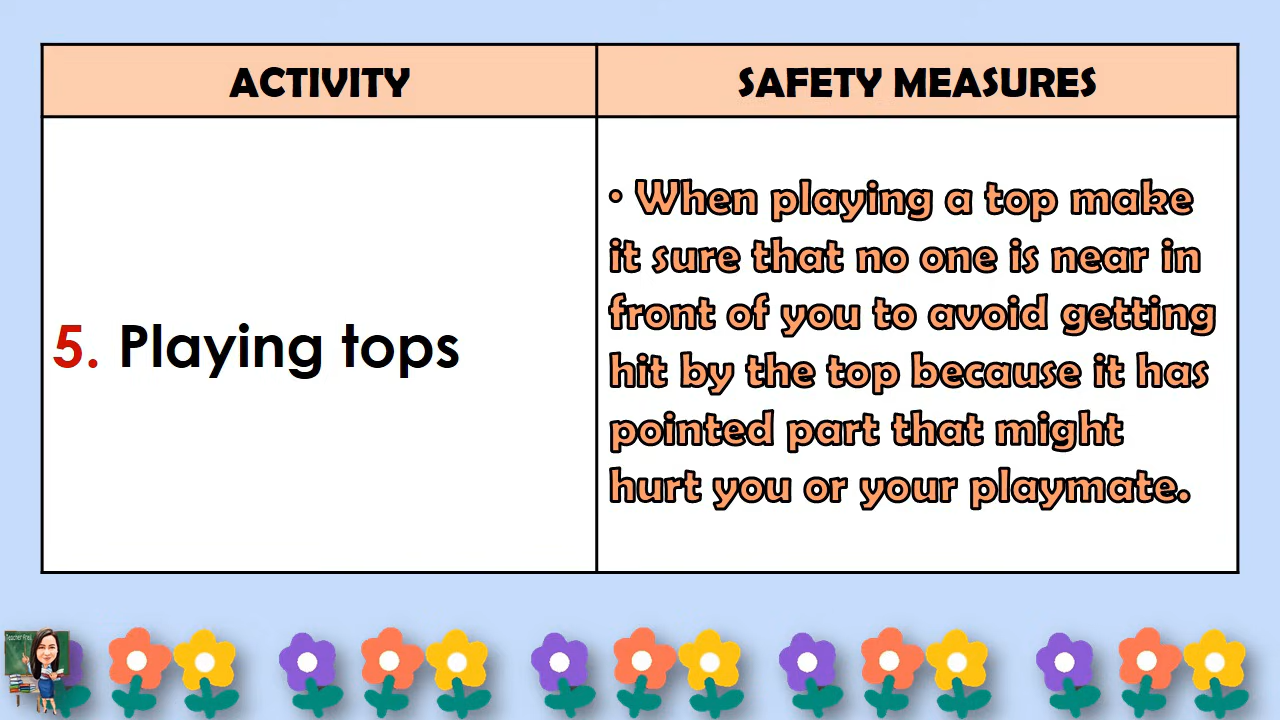 ACTIVITY
SAFETY MEASURES
5. Playing tops
• When playing a top make
it sure that no one is near in
front of you to avoid getting
hit by the top because it has
pointed part that might
hurt you or your playmate.